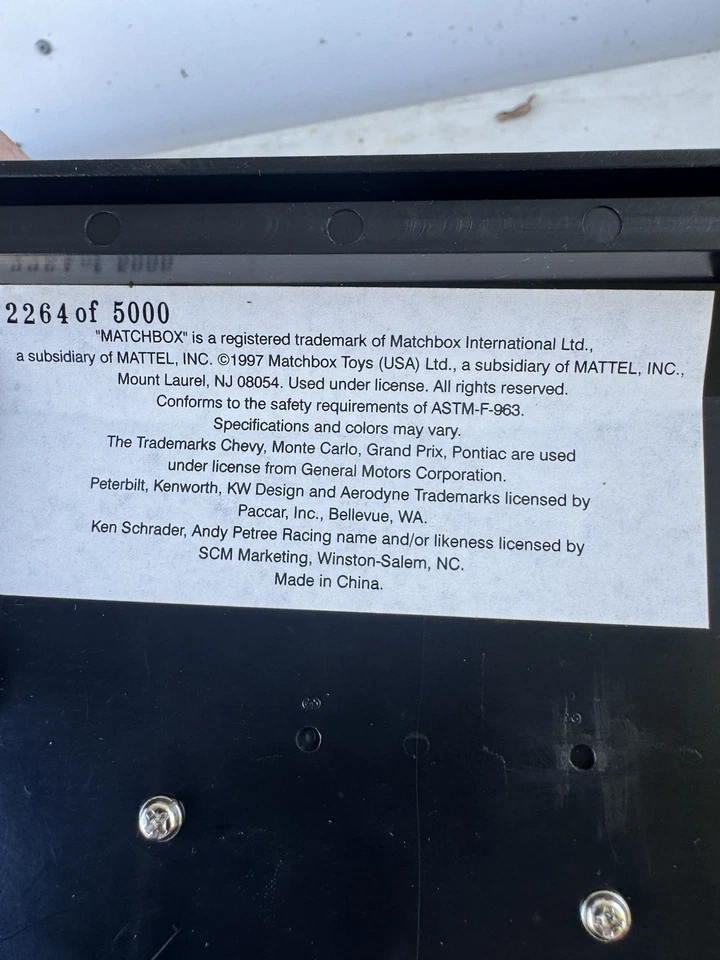 2264 of 5000
"MATCHBOX" is a registered trademark of Matchbox International Ltd.,
a subsidiary of MATTEL, INC. ©1997 Matchbox Toys (USA) Ltd., a subsidiary of MATTEL, INC.,
Mount Laurel, NJ 08054. Used under license. All rights reserved.
Conforms to the safety requirements of ASTM-F-963.
Specifications and colors may vary.
The Trademarks Chevy, Monte Carlo, Grand Prix, Pontiac are used
under license from General Motors Corporation.
Peterbilt, Kenworth, KW Design and Aerodyne Trademarks licensed by
Paccar, Inc., Bellevue, WA.
Ken Schrader, Andy Petree Racing name and/or likeness licensed by
SCM Marketing, Winston-Salem, NC.
Made in China.